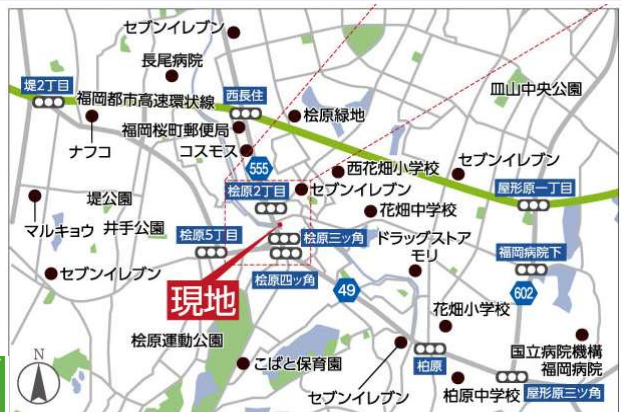 セブンイレブン
長尾病院
堤2丁目
福岡都市高速環状線
西長住
皿山中央公園
ナフコ
福岡桜町郵便局
桧原緑地
コスモス
555
西花畑小学校
セブンイレブン
桧原2丁目
セブンイレブン
屋形原一丁目
堤公園
花畑中学校
マルキョウ
井手公園
桧原5丁目
桧原三ッ角
ドラッグストア
モリ
福岡病院下
セブンイレブン
桧原四ッ角
現地
49
602
花畑小学校
桧原運動公園
国立病院機構
福岡病院
N
こばと保育園
柏原
セブンイレブン
柏原中学校
屋形原三ツ角